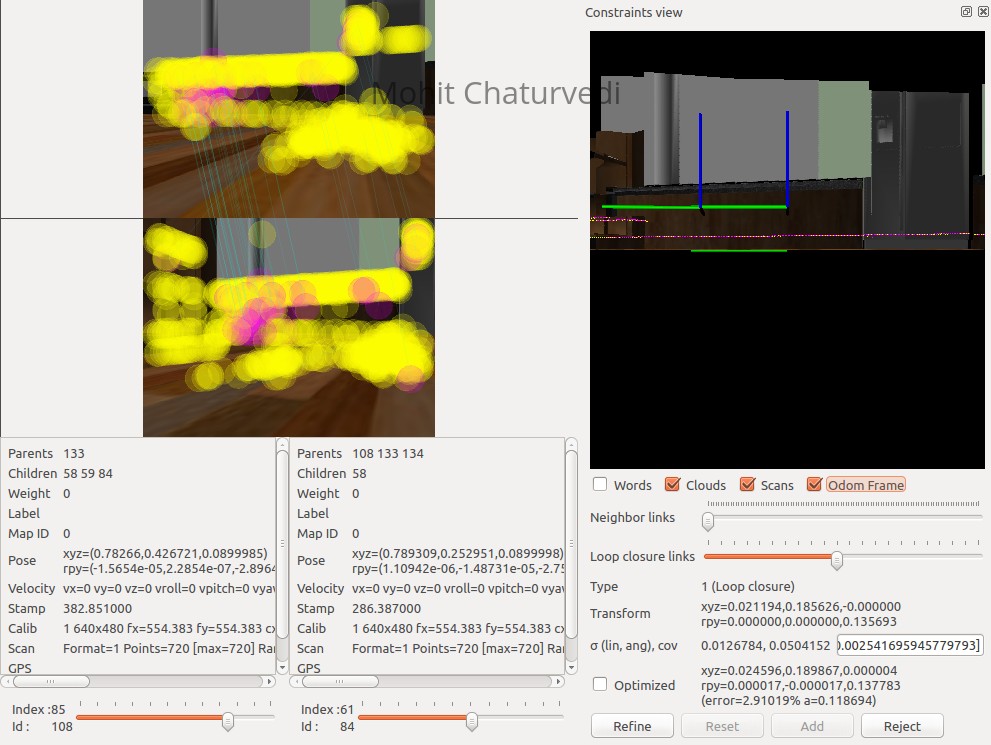 Constraints view
Mohit Chaturvedi
Parents 133
Children 58 59 84
Weight 0
Label
Map ID 0
Pose xyz=(0.78266,0.426721,0.0899985)
rpy=(-1.5654e-05,2.2854e-07,-2.8964
Velocity vx=0 vy=0 vz=0 vroll=0 vpitch=0 vyaw
Stamp 382.851000
Calib 1 640x480 fx=554.383 fy=554.383 cx
Scan Format=1 Points=720 [max=720] Ra
GPS
Index :85
Id : 108
Parents 108 133 134
Children 58
Weight 0
Label
Map ID 0
Pose xyz=(0.789309,0.252951,0.0899998)
rpy=(1.10942e-06,-1.48731e-05,-2.75
Velocity vx=0 vy=0 vz=0 vroll=0 vpitch=0 vya
Stamp 286.387000
Calib 1 640x480 fx=554.383 fy=554.383 c
Scan Format=1 Points=720 [max=720] Ra
GPS
Index :61
Id : 84
Words Clouds Scans Odom Frame
Neighbor links
Loop closure links
Type 1 (Loop closure)
Transform xyz=0.021194,0.185626,-0.000000
rpy=0.000000,0.000000,0.135693
σ (lin, ang), cov 0.0126784, 0.0504152 0.002541695945779793]
Optimized xyz=0.024596,0.189867,0.000004
rpy=0.000017,-0.000017,0.137783
(error=2.91019% a=0.118694)
Refine Reset Add Reject